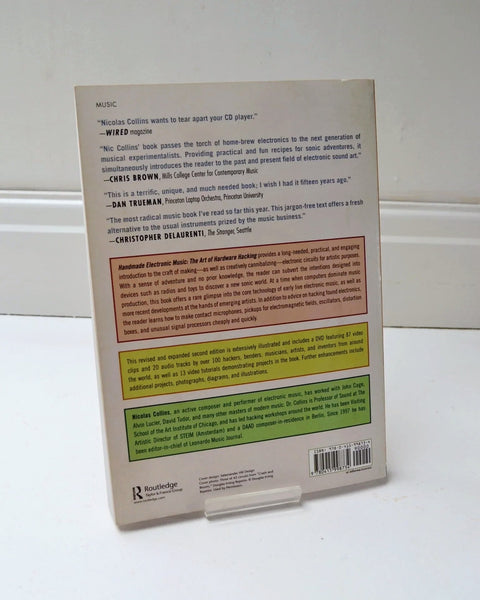 MUSIC
"Nicolas Collins wants to tear apart your CD player."
—WIRED magazine
"Nic Collins' book passes the torch of home-brew electronics to the next generation of
musical experimentalists. Providing practical and fun recipes for sonic adventures, it
simultaneously introduces the reader to the past and present field of electronic sound art."
—CHRIS BROWN, Mills College Center for Contemporary Music
"This is a terrific, unique, and much needed book; I wish I had it fifteen years ago."
—DAN TRUEMAN, Princeton Laptop Orchestra, Princeton University
"The most radical music book I've read so far this year. This jargon-free text offers a fresh
alternative to the usual instruments prized by the music business."
—CHRISTOPHER DELAURENTI, The Stranger, Seattle
Handmade Electronic Music: The Art of Hardware Hacking provides a long-needed, practical, and engaging
introduction to the craft of making—as well as creatively cannibalizing—electronic circuits for artistic purposes.
With a sense of adventure and no prior knowledge, the reader can subvert the intentions designed into
devices such as radios and toys to discover a new sonic world. At a time when computers dominate music
production, this book offers a rare glimpse into the core technology of early live electronic music, as well as
more recent developments at the hands of emerging artists. In addition to advice on hacking found electronics,
the reader learns how to make contact microphones, pickups for electromagnetic fields, oscillators, distortion
boxes, and unusual signal processors cheaply and quickly.
This revised and expanded second edition is extensively illustrated and includes a DVD featuring 87 video
clips and 20 audio tracks by over 100 hackers, benders, musicians, artists, and inventors from around
the world, as well as 13 video tutorials demonstrating projects in the book. Further enhancements include
additional projects, photographs, diagrams, and illustrations.
Nicolas Collins, an active composer and performer of electronic music, has worked with John Cage,
Alvin Lucier, David Tudor, and many other masters of modern music. Dr. Collins is Professor of Sound at The
School of the Art Institute of Chicago, and has led hacking workshops around the world. He has been Visiting
Artistic Director of STEIM (Amsterdam) and a DAAD composer-in-residence in Berlin. Since 1997 he has
been editor-in-chief of Leonardo Music Journal.
R
Routledge
Taylor & Francis Group
www.routledge.com